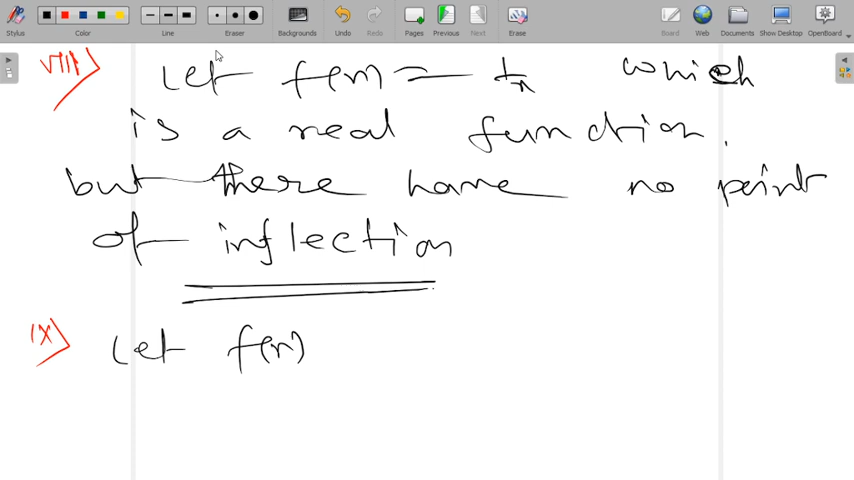 Stylus Color Line Eraser Backgrounds Undo Redo Pages Previous Next Erase Board Web Documents Show Desktop OpenBoard
VIII) Let f(n) = 1/n which
is a real function.
but there have no point
of inflection
IX) Let f(n)